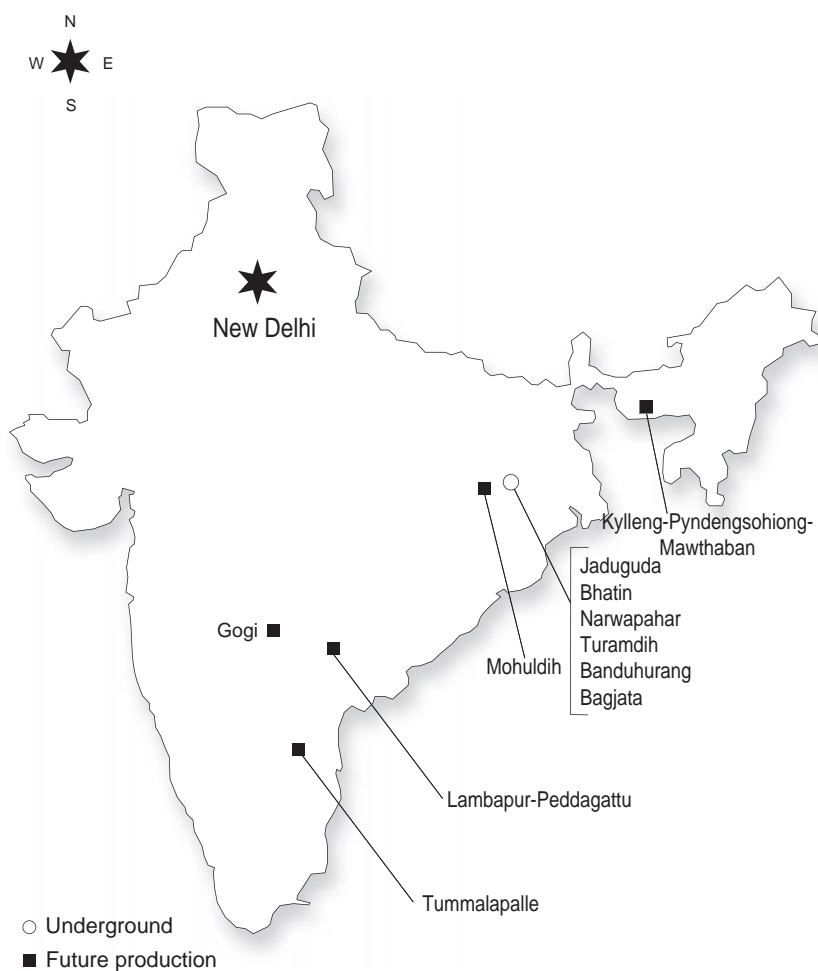 N
W E
S
New Delhi
Kylleng-Pyndengsohiong-
Mawthaban
Jaduguda
Bhatin
Narwapahar
Turamdih
Banduhurang
Bagjata
Gogi
Mohuldih
Lambapur-Peddagattu
Tummalapalle
Underground
Future production